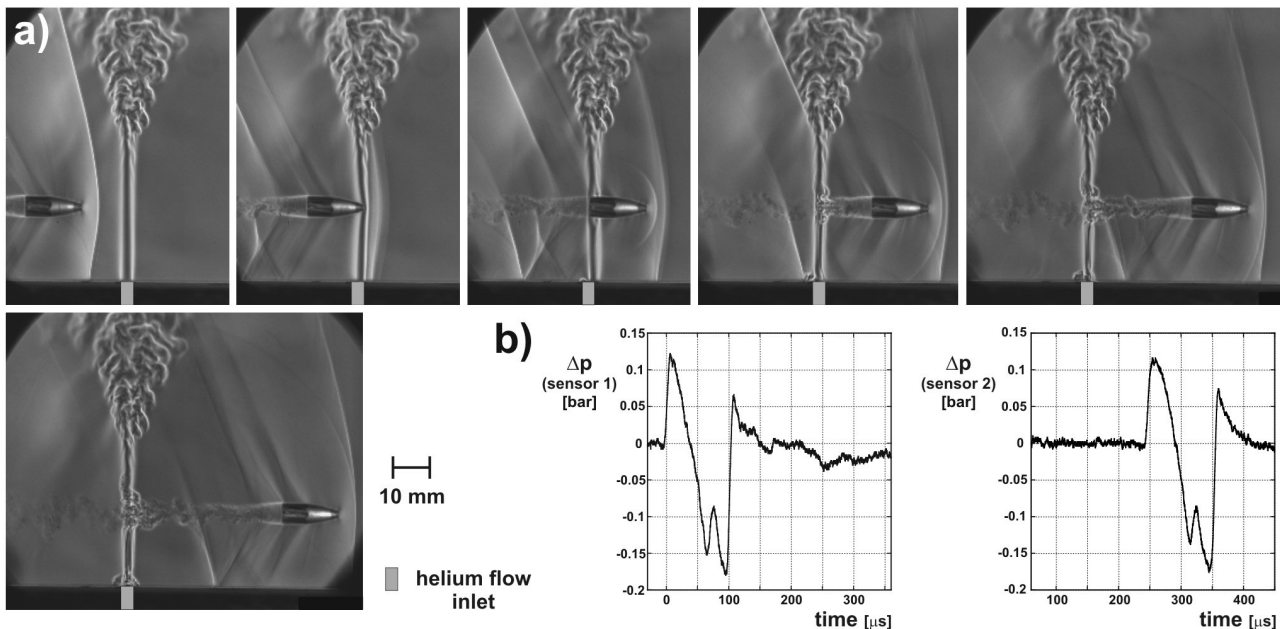 a)
10 mm
helium flow
inlet
b)
0.15
0.1
0.05
0
-0.05
-0.1
-0.15
-0.2
Δp
(sensor 1)
[bar]
0 100 200 300
time [μs]
0.15
0.1
0.05
0
-0.05
-0.1
-0.15
-0.2
Δp
(sensor 2)
[bar]
100 200 300 400
time [μs]